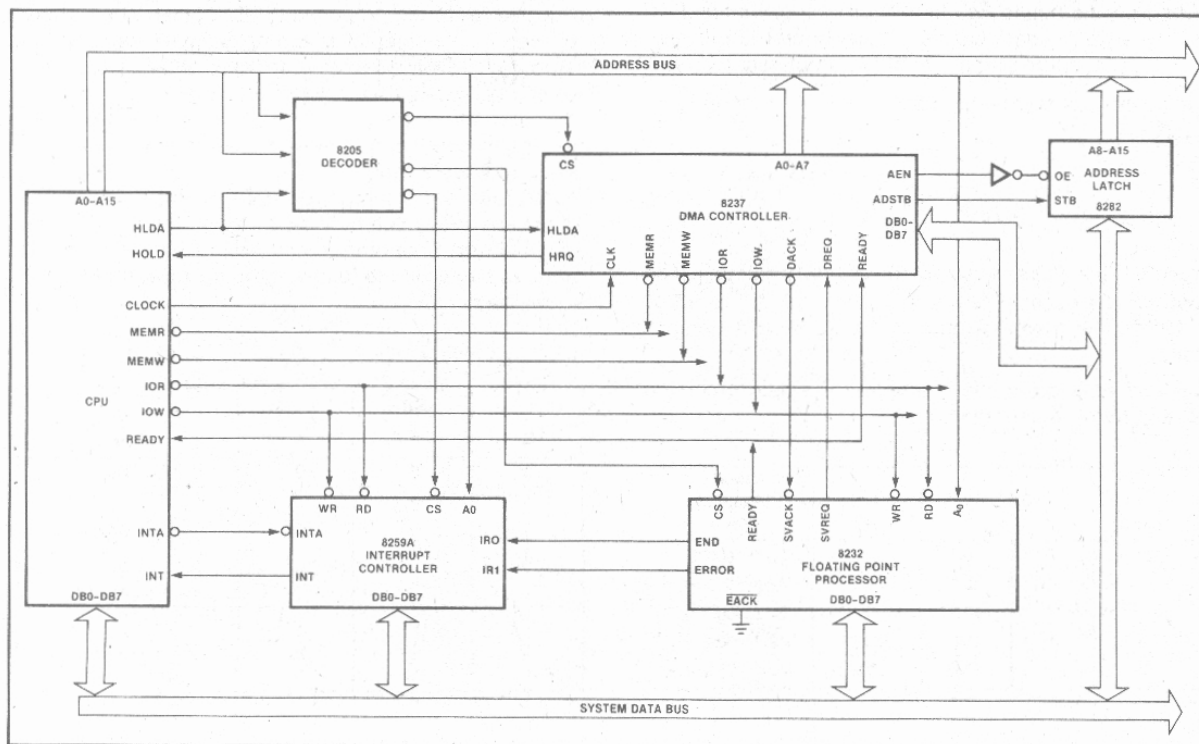 ADDRESS BUS
8205
DECODER
CS
A0-A7
8237
DMA CONTROLLER
AEN
ADSTB
DB0-
DB7
HLDA
HRQ
CLK
MEMR
MEMW
IOR
IOW
DACK
DREQ
READY
A8-A15
OE
ADDRESS
LATCH
STB
8282
A0-A15
HLDA
HOLD
CLOCK
MEMR
MEMW
IOR
CPU
IOW
READY
INTA
INT
DB0-DB7
WR
RD
CS
A0
INTA
8259A
INTERRUPT
CONTROLLER
IR0
IR1
INT
DB0-DB7
CS
READY
SVACK
SVREQ
WR
RD
A0
END
ERROR
8232
FLOATING POINT
PROCESSOR
EACK
DB0-DB7
SYSTEM DATA BUS